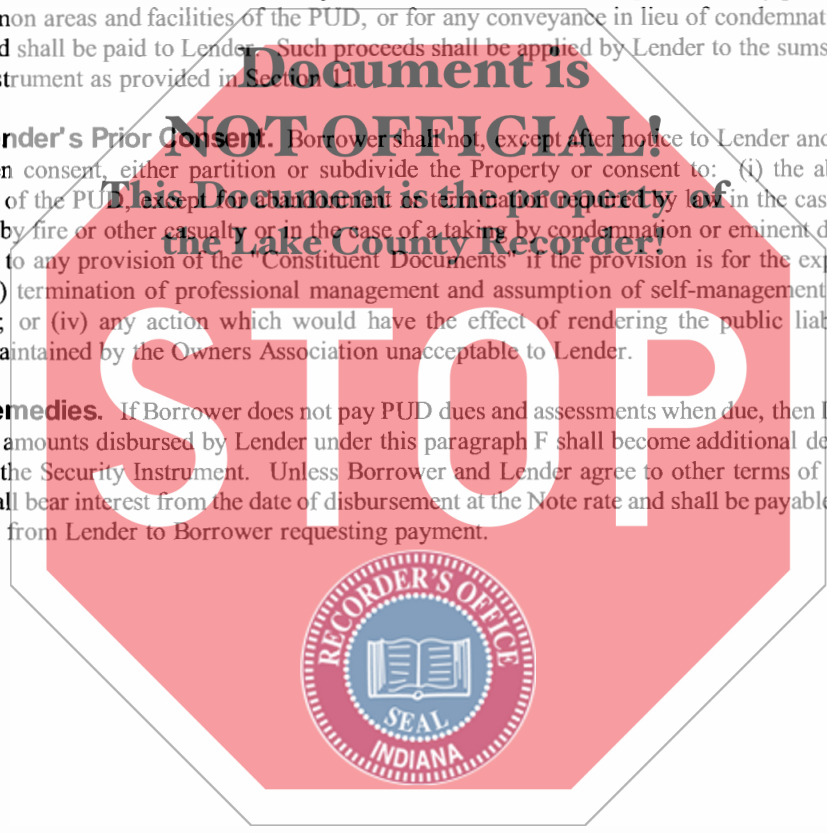 non areas and facilities of the PUD, or for any conveyance in lieu of condemnat
d shall be paid to Lender. Such proceeds shall be applied by Lender to the sums
strument as provided in Section 11.
Document is
nder's Prior Consent. Borrower shall not, except after notice to Lender and
NOT OFFICIAL!
n consent, either partition or subdivide the Property or consent to: (i) the al
of the PUD, except for abandonment or termination required by law in the cas
This Document is the property of
by fire or other casualty or in the case of a taking by condemnation or eminent d
the Lake County Recorder!
to any provision of the "Constituent Documents" if the provision is for the exp
) termination of professional management and assumption of self-management
; or (iv) any action which would have the effect of rendering the public liab
aintained by the Owners Association unacceptable to Lender.
STOP
medies. If Borrower does not pay PUD dues and assessments when due, then l
amounts disbursed by Lender under this paragraph F shall become additional de
the Security Instrument. Unless Borrower and Lender agree to other terms of
all bear interest from the date of disbursement at the Note rate and shall be payable
from Lender to Borrower requesting payment.
RECORDER'S OFFICE
SEAL
INDIANA